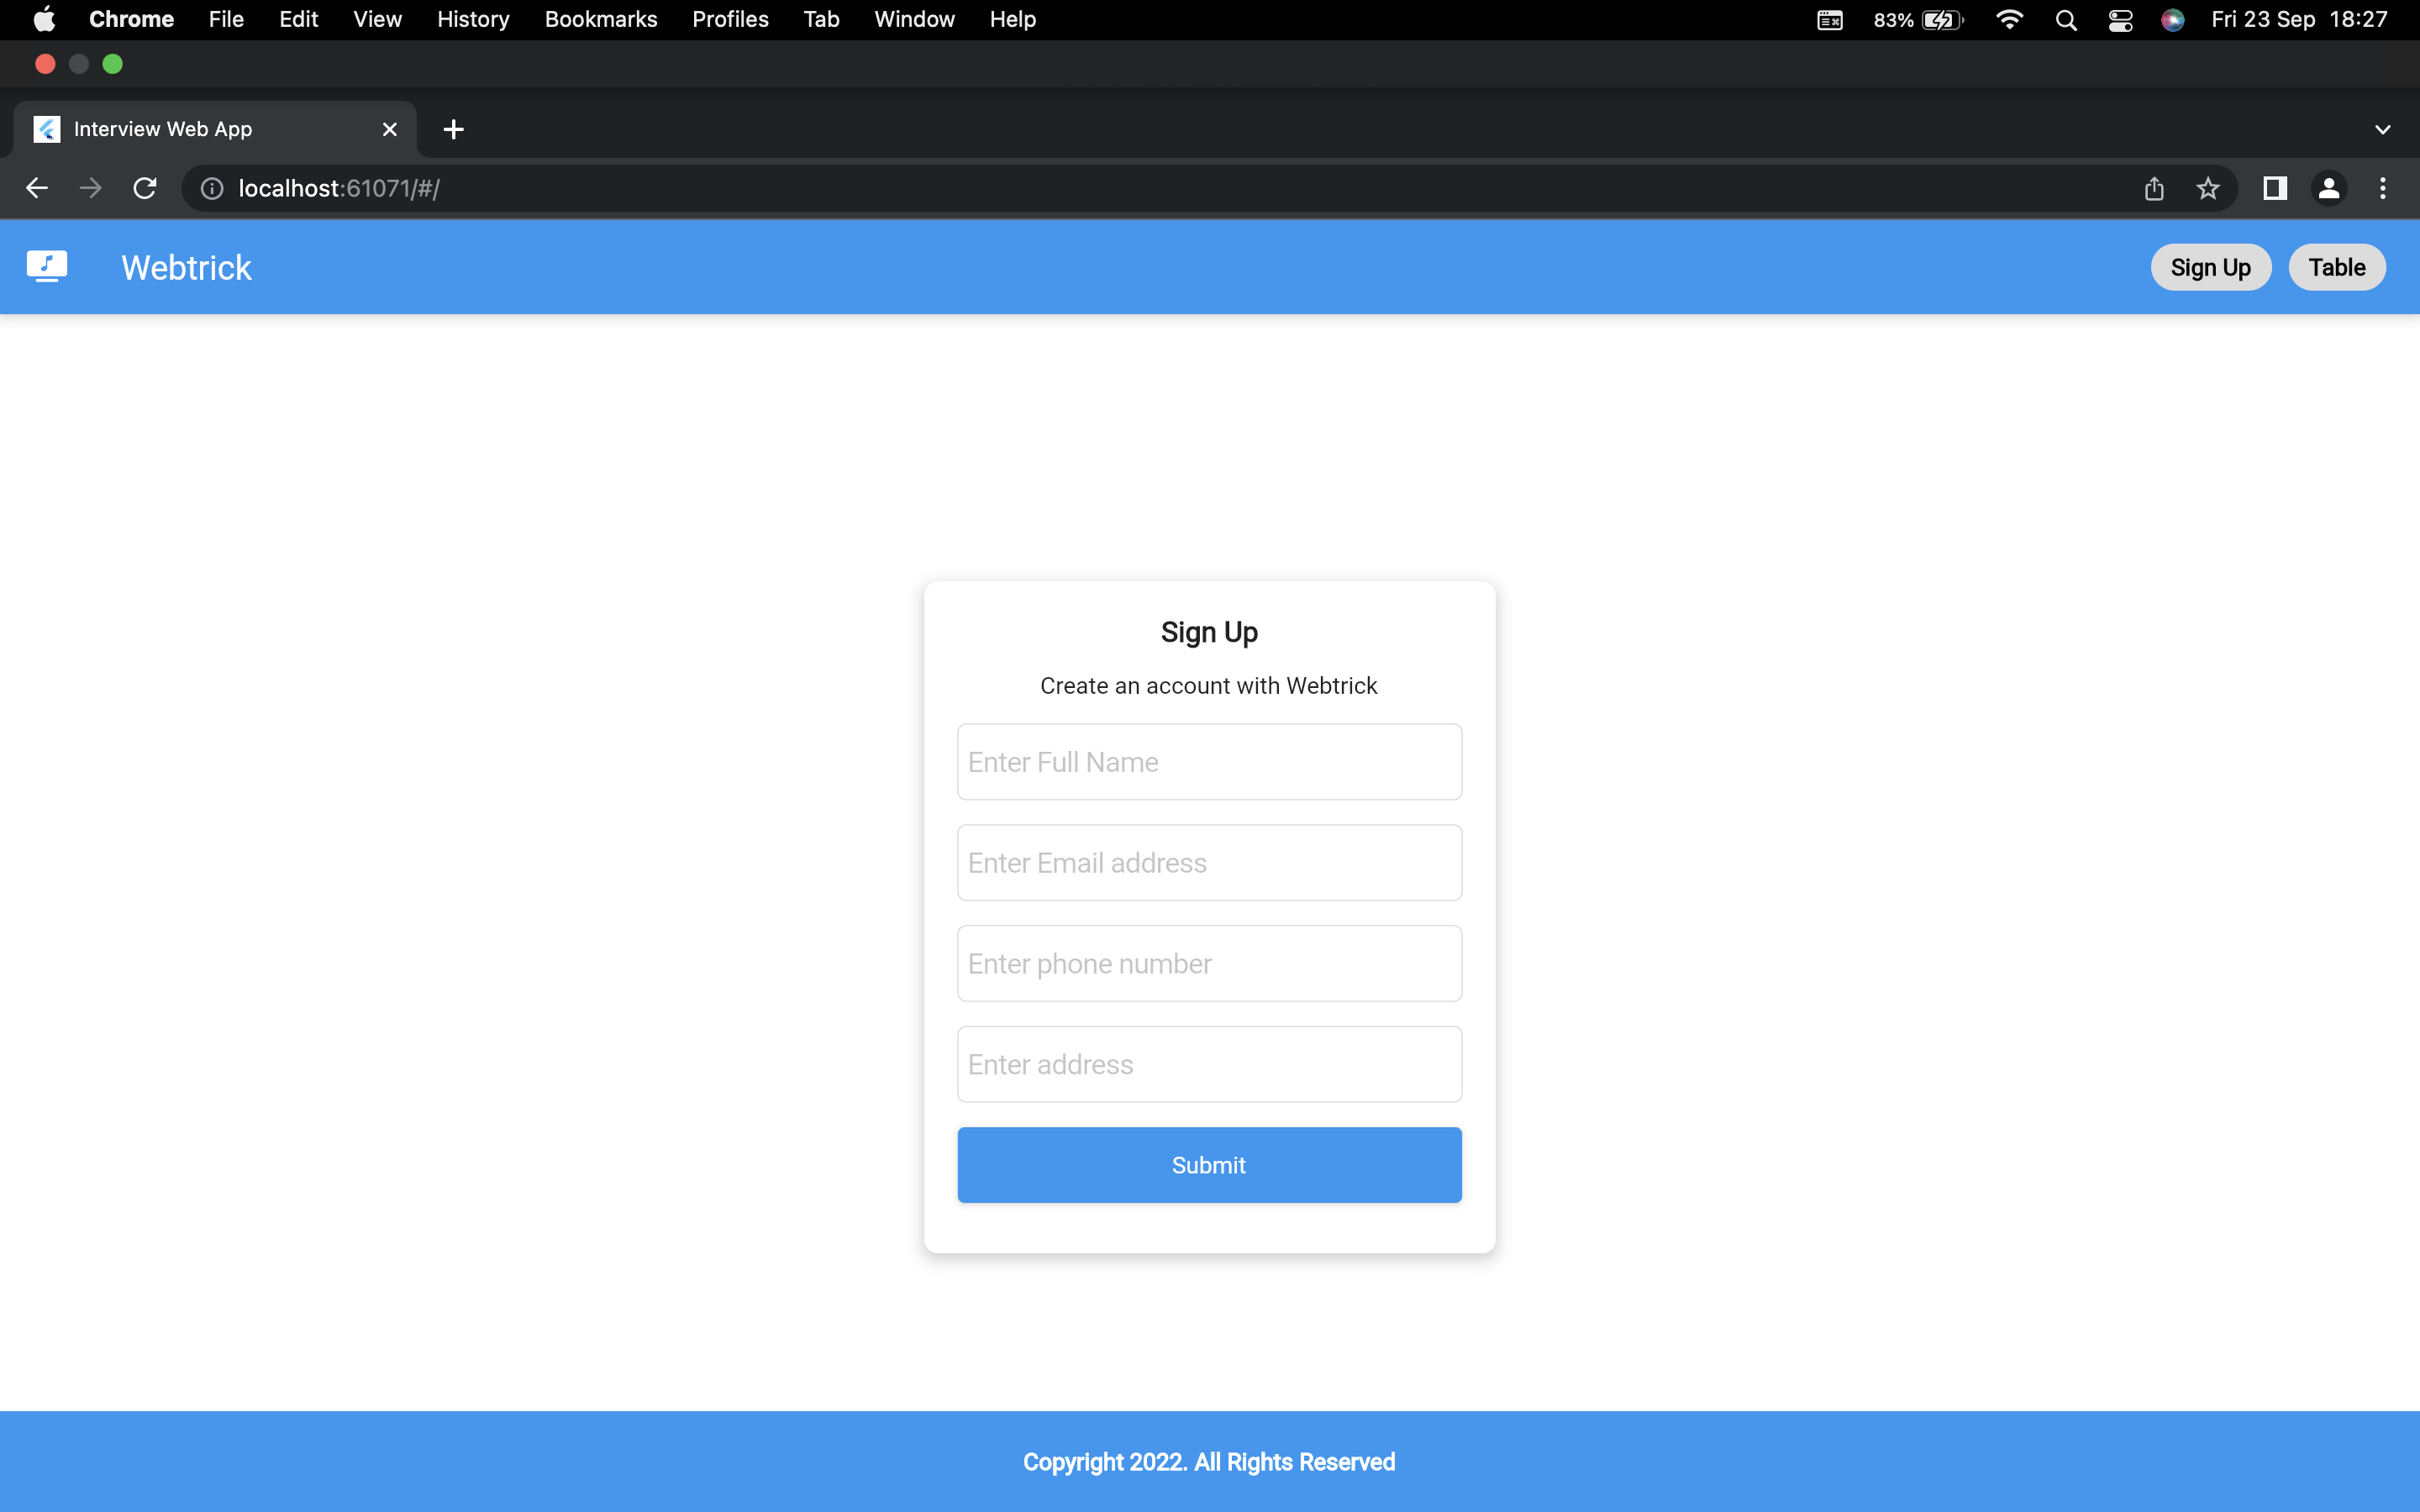 Chrome File Edit View History Bookmarks Profiles Tab Window Help 83% Fri 23 Sep 18:27
Interview Web App
localhost:61071/#/
Webtrick Sign Up Table
Sign Up
Create an account with Webtrick
Enter Full Name
Enter Email address
Enter phone number
Enter address
Submit
Copyright 2022. All Rights Reserved